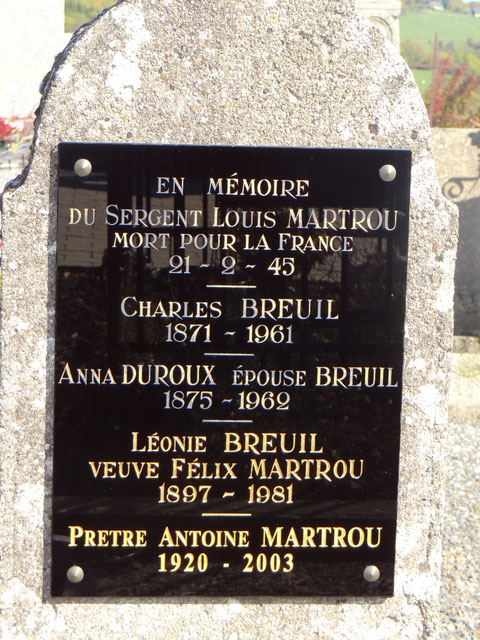 EN MÉMOIRE
DU SERGENT LOUIS MARTROU
MORT POUR LA FRANCE
21 - 2 - 45
CHARLES BREUIL
1871 - 1961
ANNA DUROUX ÉPOUSE BREUIL
1875 - 1962
LÉONIE BREUIL
VEUVE FÉLIX MARTROU
1897 - 1981
PRETRE ANTOINE MARTROU
1920 - 2003